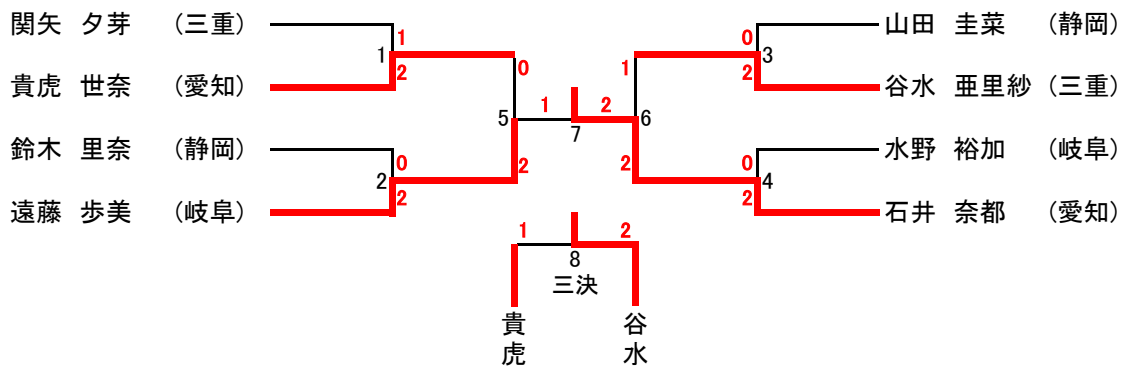 関矢 夕芽 （三重） 1 0 山田 圭菜 （静岡）
1 0 1 3
貴虎 世奈 （愛知） 2 2 谷水 亜里紗 （三重）
5 1 7 2 6
鈴木 里奈 （静岡） 0 0 水野 裕加 （岐阜）
2 2 2 4
遠藤 歩美 （岐阜） 2 2 石井 奈都 （愛知）
1 8 2
三決
貴虎 谷水